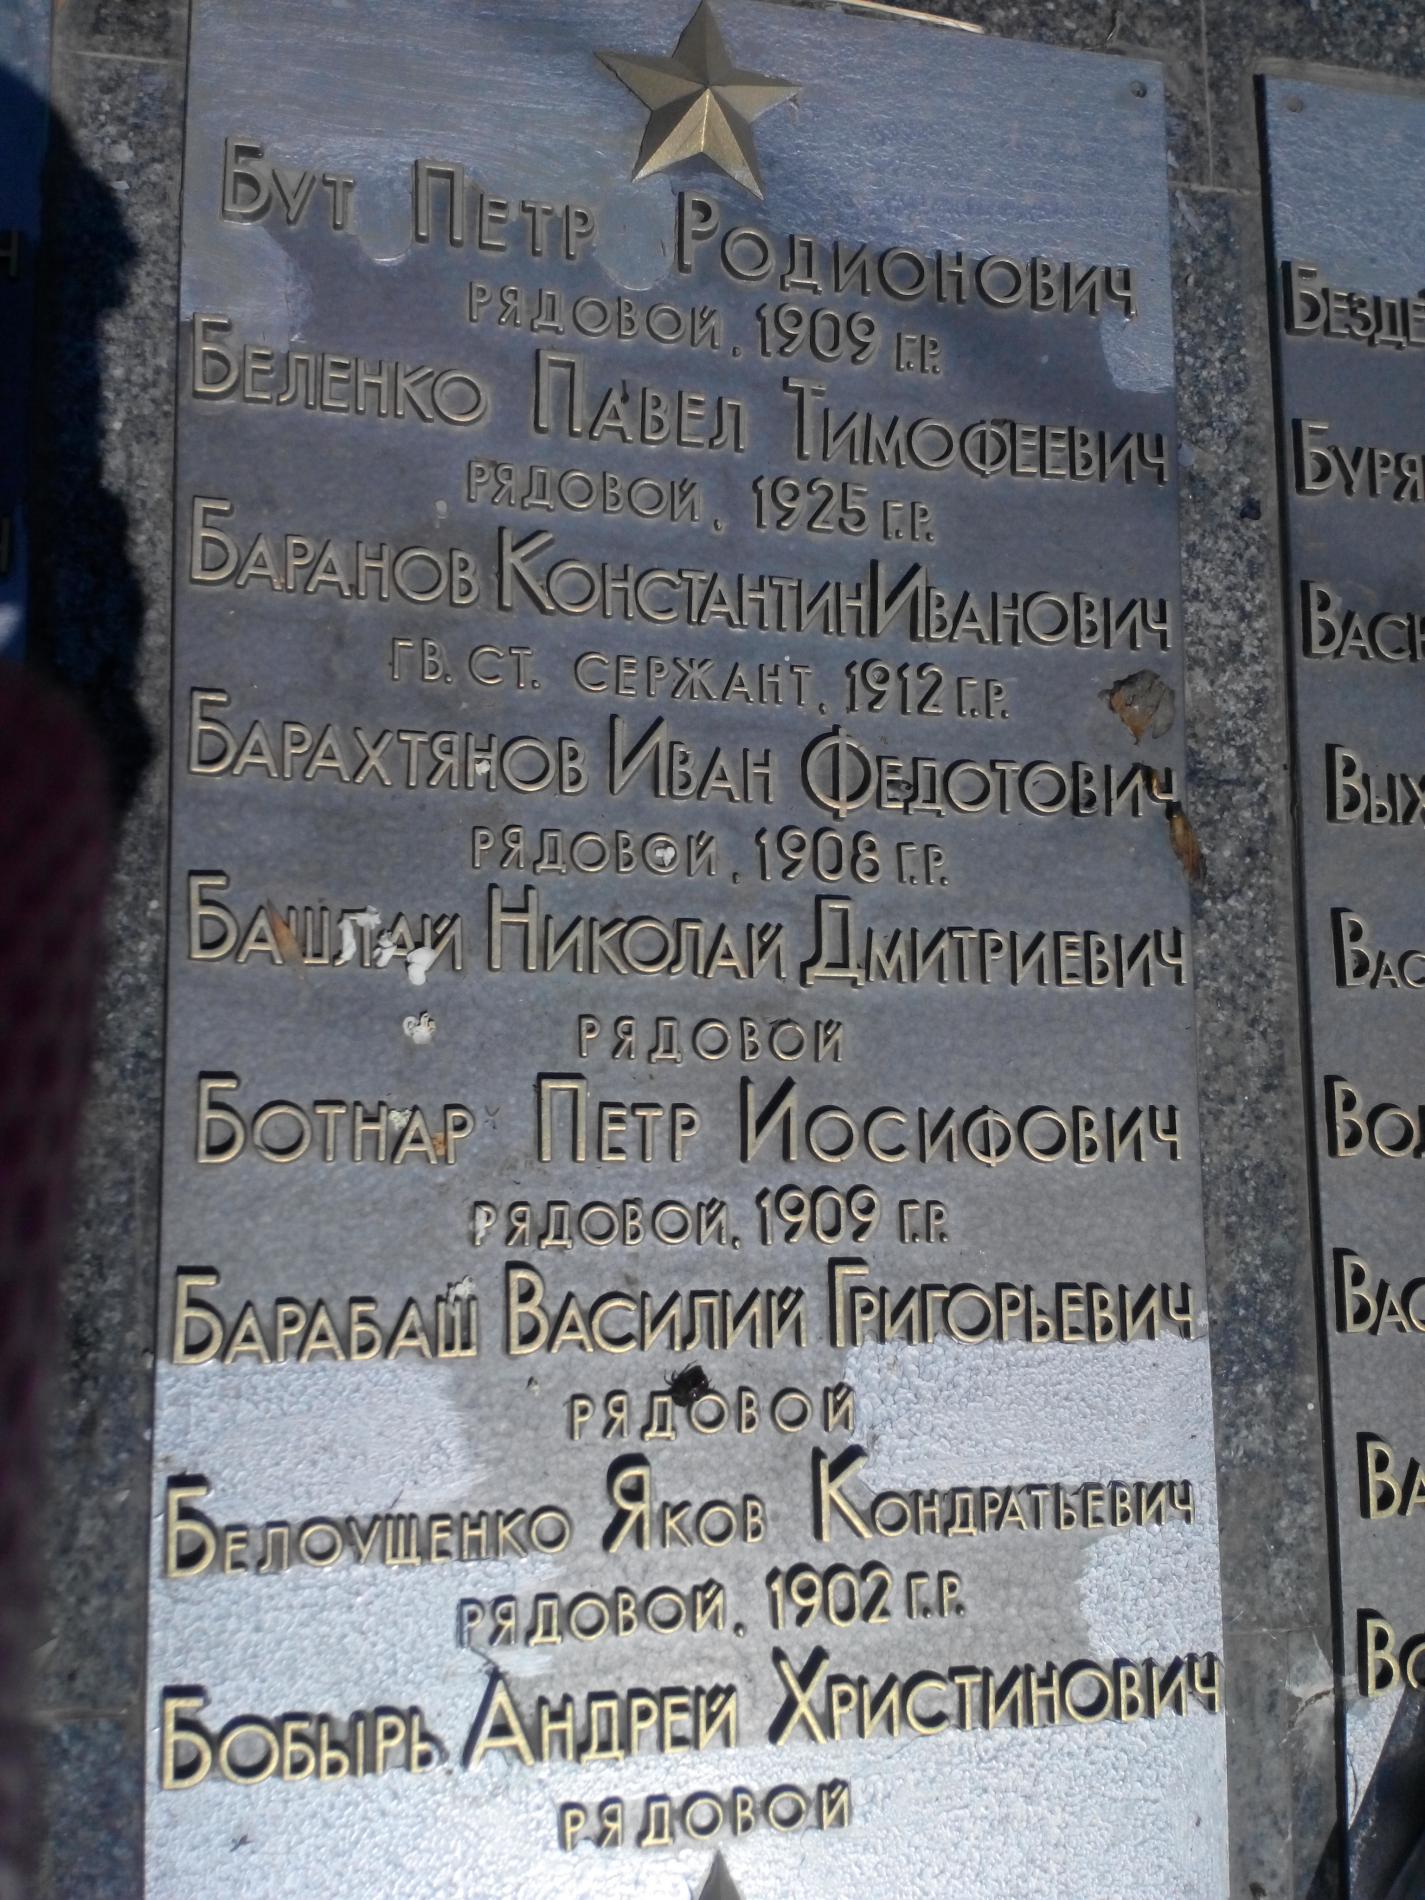 Бут Петр Родионович
рядовой, 1909 г.р.
Беленко Павел Тимофеевич
рядовой, 1925 г.р.
Баранов Константин Иванович
гв. ст. сержант, 1912 г.р.
Барахтянов Иван Федотович
рядовой, 1908 г.р.
Башлай Николай Дмитриевич
рядовой
Ботнар Петр Иосифович
рядовой, 1909 г.р.
Барабаш Василий Григорьевич
рядовой
Белоущенко Яков Кондратьевич
рядовой, 1902 г.р.
Бобырь Андрей Христинович
рядовой